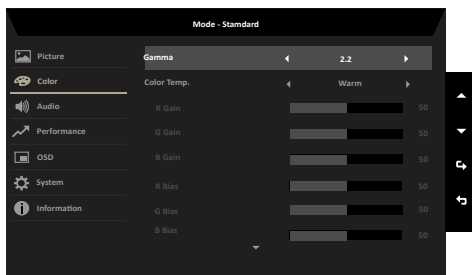 Mode - Stamdard
Picture
Gamma 2.2
Color
Color Temp. Warm
Audio
R Gain 50
Performance
G Gain 50
OSD
B Gain 50
System
R Bias 50
Information
G Bias 50
B Bias 50